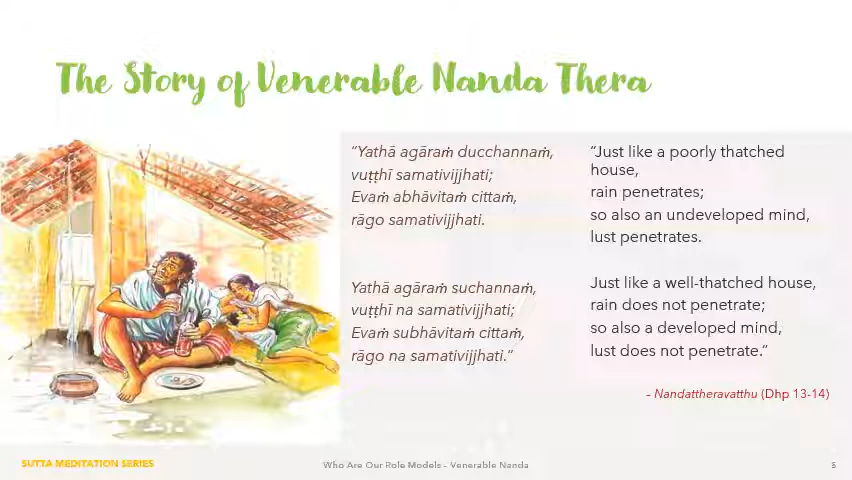 The Story of Venerable Nanda Thera
“Yathā agāraṁ ducchannaṁ,
vuṭṭhī samativijjhati;
Evaṁ abhāvitaṁ cittaṁ,
rāgo samativijjhati.
Yathā agāraṁ suchannaṁ,
vuṭṭhī na samativijjhati;
Evaṁ subhāvitaṁ cittaṁ,
rāgo na samativijjhati.”
“Just like a poorly thatched
house,
rain penetrates;
so also an undeveloped mind,
lust penetrates.
Just like a well-thatched house,
rain does not penetrate;
so also a developed mind,
lust does not penetrate.”
- Nandattheravatthu (Dhp 13-14)
SUTTA MEDITATION SERIES
Who Are Our Role Models - Venerable Nanda
5